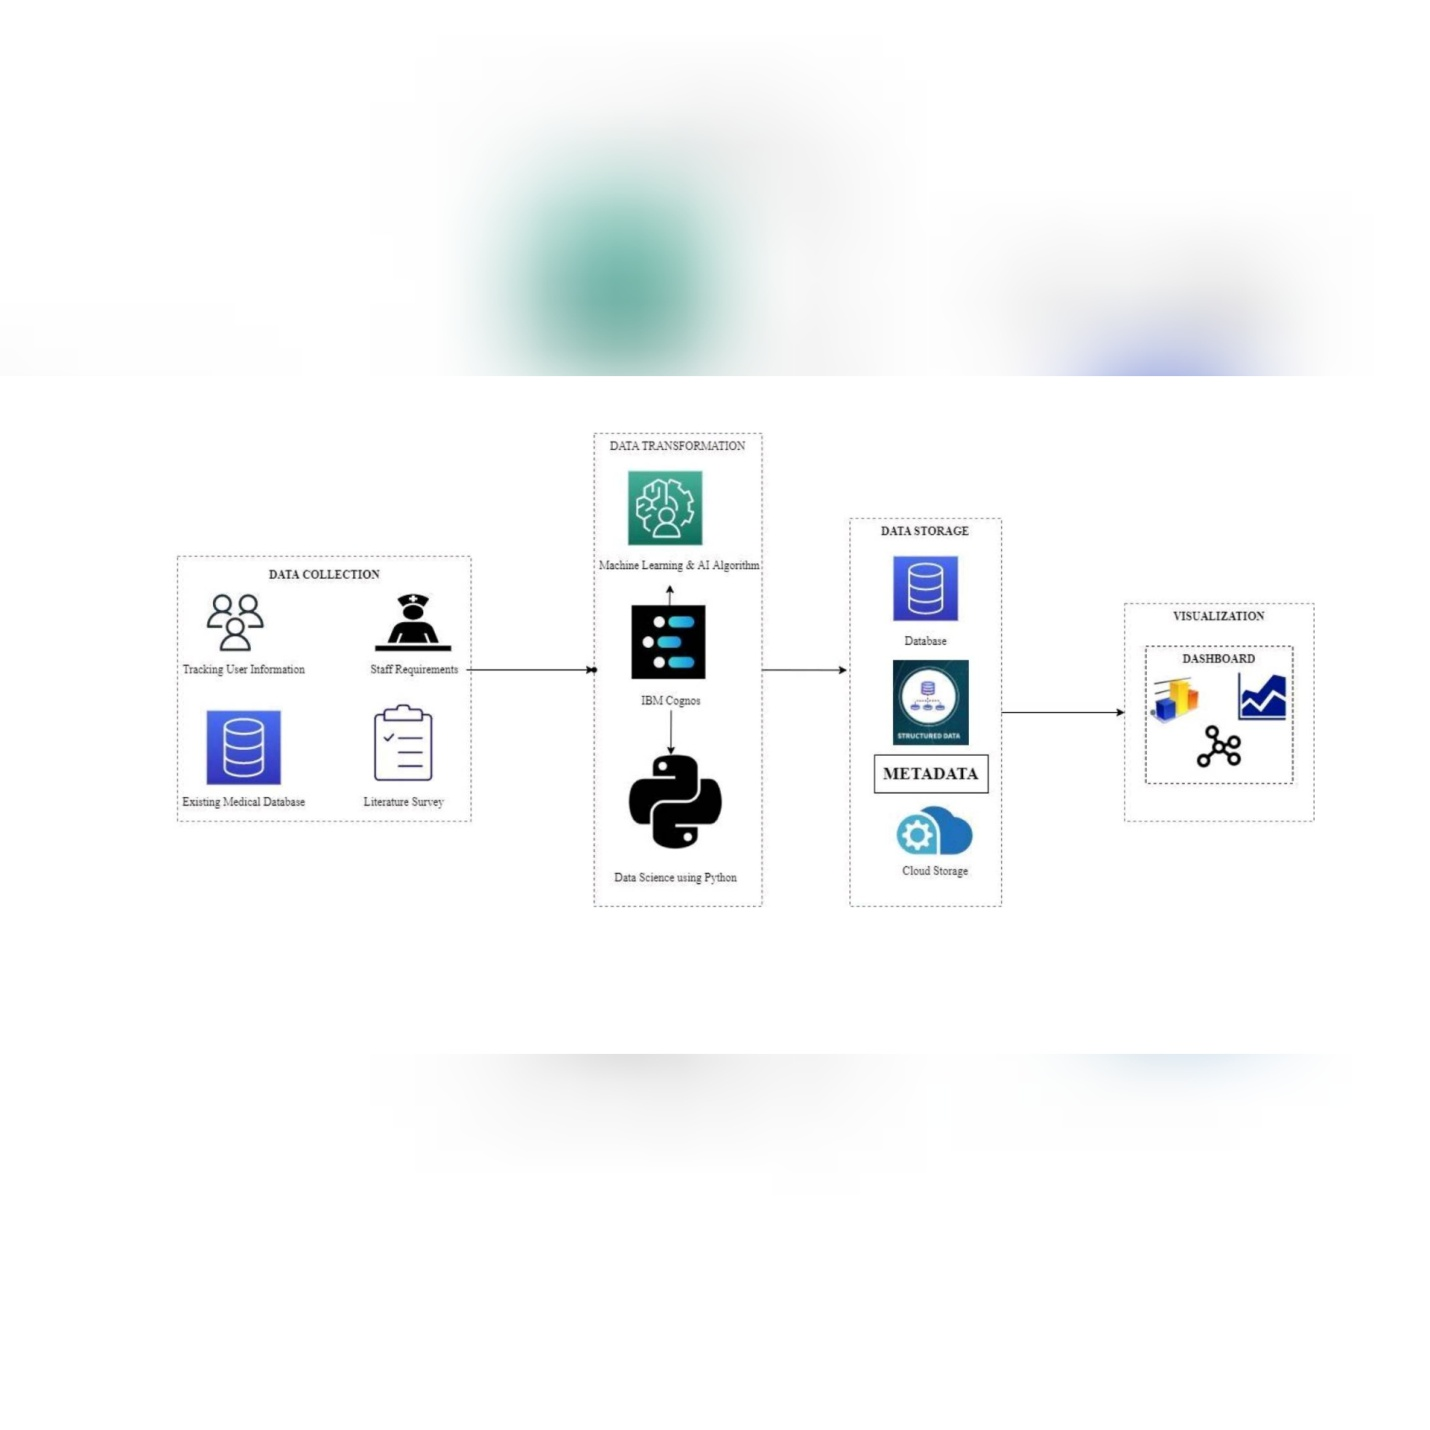 DATA COLLECTION
Tracking User Information
Staff Requirements
Existing Medical Database
Literature Survey
DATA TRANSFORMATION
Machine Learning & AI Algorithm
IBM Cognos
Data Science using Python
DATA STORAGE
Database
STRUCTURED DATA
METADATA
Cloud Storage
VISUALIZATION
DASHBOARD